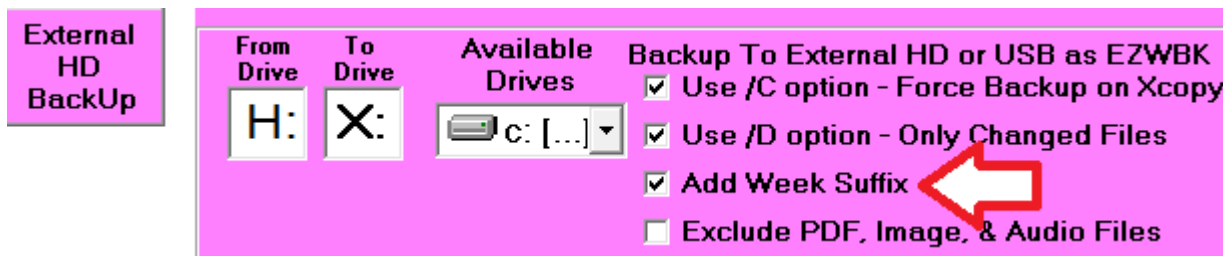 External
HD
BackUp
From
Drive
To
Drive
Available
Drives
Backup To External HD or USB as EZWBK
H:
X:
c: [...]
Use /C option - Force Backup on Xcopy
Use /D option - Only Changed Files
Add Week Suffix
Exclude PDF, Image, & Audio Files